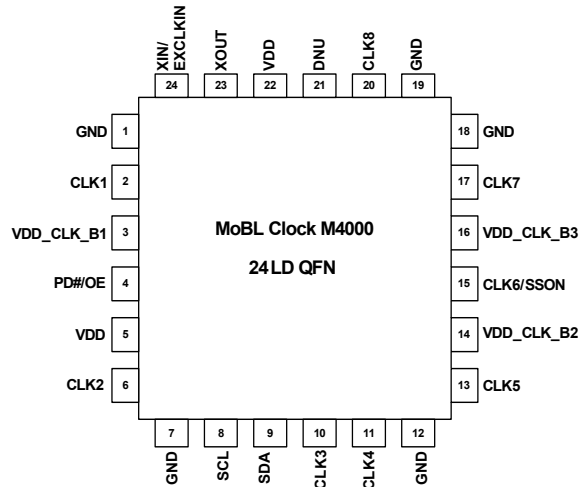 XIN/
EXCLKIN
XOUT
VDD
DNU
CLK8
GND
24
23
22
21
20
19
GND 1
18 GND
CLK1 2
17 CLK7
VDD_CLK_B1 3
MoBL Clock M4000
16 VDD_CLK_B3
24 LD QFN
PD#/OE 4
15 CLK6/SSON
VDD 5
14 VDD_CLK_B2
CLK2 6
13 CLK5
7
8
9
10
11
12
GND
SCL
SDA
CLK3
CLK4
GND